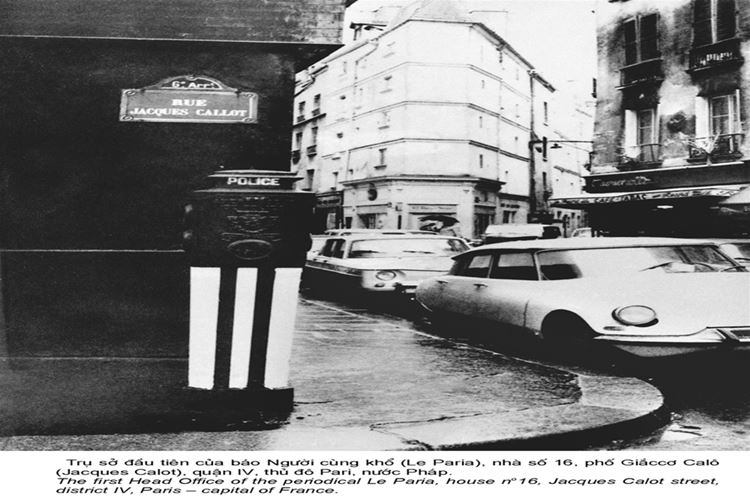 6e Arrt
RUE
JACQUES CALLOT
POLICE
CAFE-TABAC
Trụ sở đầu tiên của báo Người cùng khổ (Le Paria), nhà số 16, phố Giắccơ Calô
(Jacques Calot), quận IV, thủ đô Pari, nước Pháp.
The first Head Office of the periodical Le Paria, house n°16, Jacques Calot street,
district IV, Paris – capital of France.